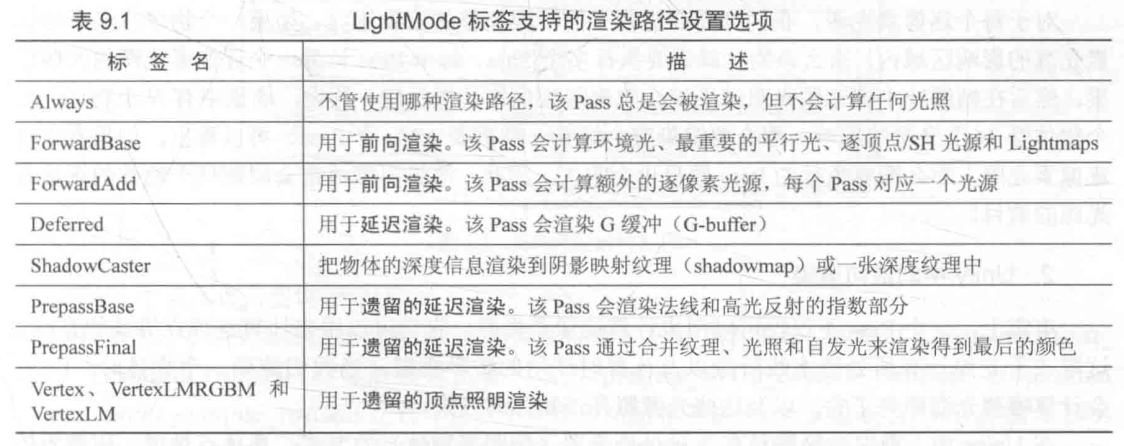 表 9.1 LightMode 标签支持的渲染路径设置选项
标 签 名 描 述
Always 不管使用哪种渲染路径，该 Pass 总是会被渲染，但不会计算任何光照
ForwardBase 用于前向渲染。该 Pass 会计算环境光、最重要的平行光、逐顶点/SH 光源和 Lightmaps
ForwardAdd 用于前向渲染。该 Pass 会计算额外的逐像素光源，每个 Pass 对应一个光源
Deferred 用于延迟渲染。该 Pass 会渲染 G 缓冲（G-buffer）
ShadowCaster 把物体的深度信息渲染到阴影映射纹理（shadowmap）或一张深度纹理中
PrepassBase 用于遗留的延迟渲染。该 Pass 会渲染法线和高光反射的指数部分
PrepassFinal 用于遗留的延迟渲染。该 Pass 通过合并纹理、光照和自发光来渲染得到最后的颜色
Vertex、VertexLMRGBM 和
VertexLM
用于遗留的顶点照明渲染